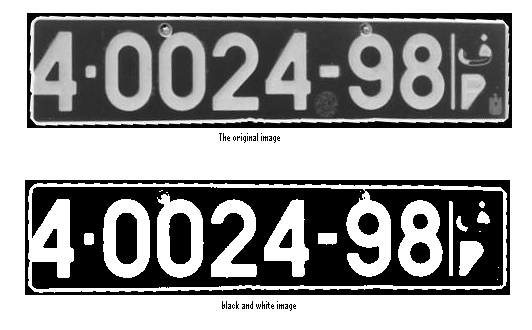 4·0024-98 ف P
The original image
4·0024-98 ف
black and white image